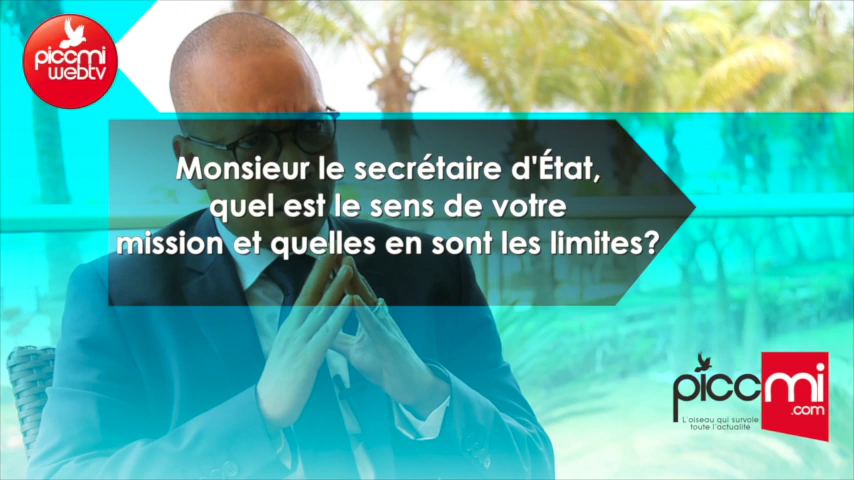 piccmi
webtv
Monsieur le secrétaire d'État,
quel est le sens de votre
mission et quelles en sont les limites?
piccmi
.com
L'oiseau qui survole
toute l'actualité